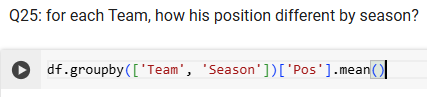 Q25: for each Team, how his position different by season?
df.groupby(['Team', 'Season'])['Pos'].mean()